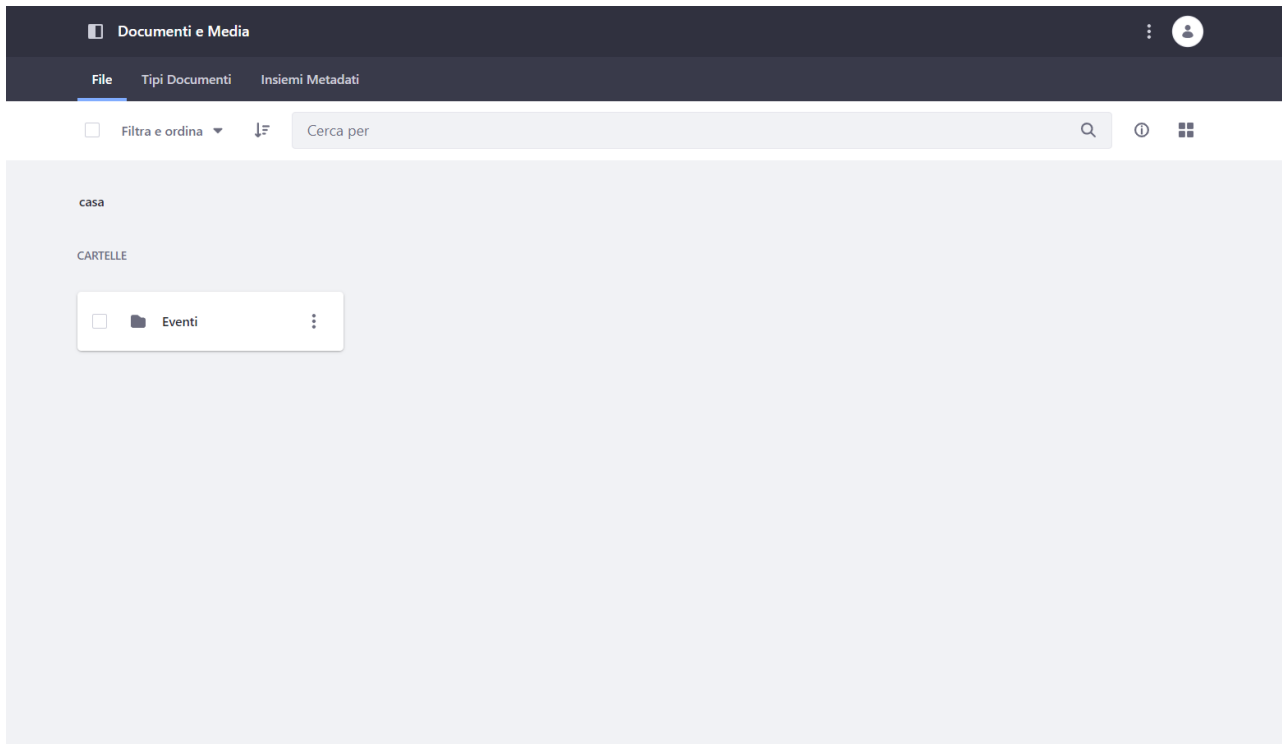 Documenti e Media
File Tipi Documenti Insiemi Metadati
Filtra e ordina Cerca per
casa
CARTELLE
Eventi